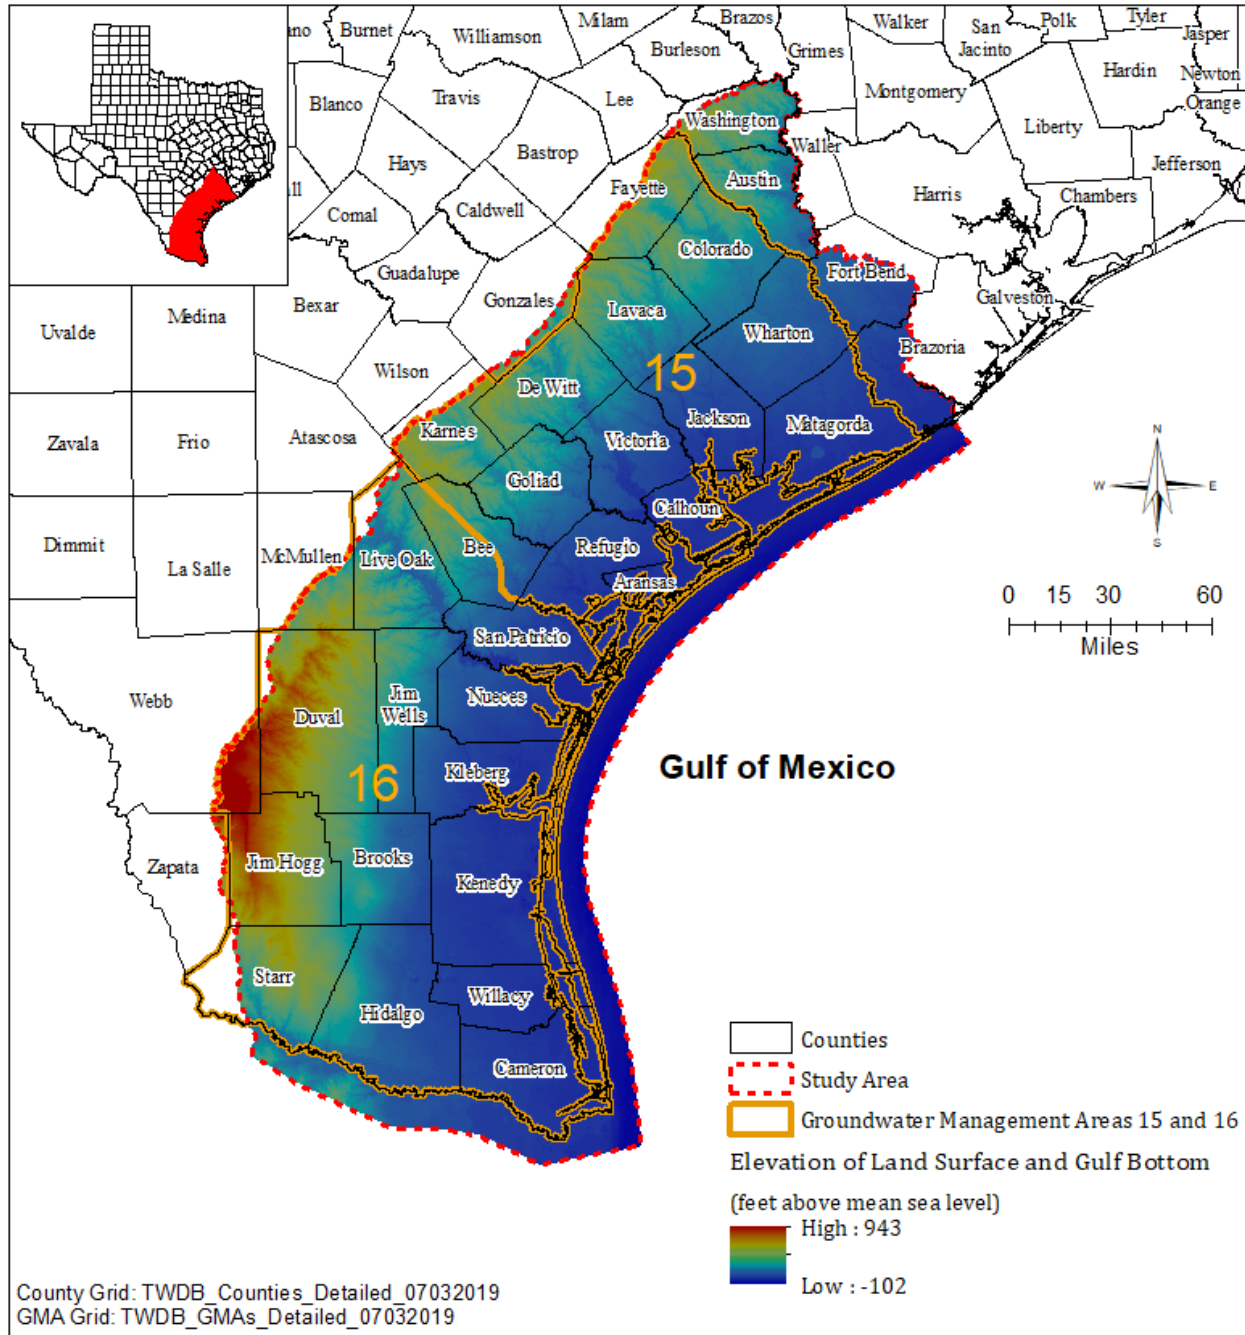 ano
Burnet
Williamson
Milam
Brazos
Walker
San
Jacinto
Polk
Tyler
Jasper
Burleson
Grimes
Hardin
Newton
Orange
Blanco
Travis
Lee
Montgomery
Liberty
Washington
Waller
Jefferson
Hays
Bastrop
Austin
Harris
Chambers
all
Comal
Caldwell
Fayette
Colorado
Guadalupe
Fort Bend
Galveston
Uvalde
Medina
Bexar
Gonzales
Lavaca
Wharton
Brazoria
Wilson
De Witt
15
Zavala
Frio
Atascosa
Karnes
Victoria
Jackson
Matagorda
Goliad
Calhoun
N
W
E
S
Dimmit
La Salle
McMullen
Live Oak
Bee
Refugio
Aransas
0 15 30 60
Miles
San Patricio
Webb
Duval
Jim
Wells
Nueces
16
Kleberg
Gulf of Mexico
Zapata
Jim Hogg
Brooks
Kenedy
Starr
Hidalgo
Willacy
Cameron
Counties
Study Area
Groundwater Management Areas 15 and 16
Elevation of Land Surface and Gulf Bottom
(feet above mean sea level)
High : 943
Low : -102
County Grid: TWDB_Counties_Detailed_07032019
GMA Grid: TWDB_GMAs_Detailed_07032019